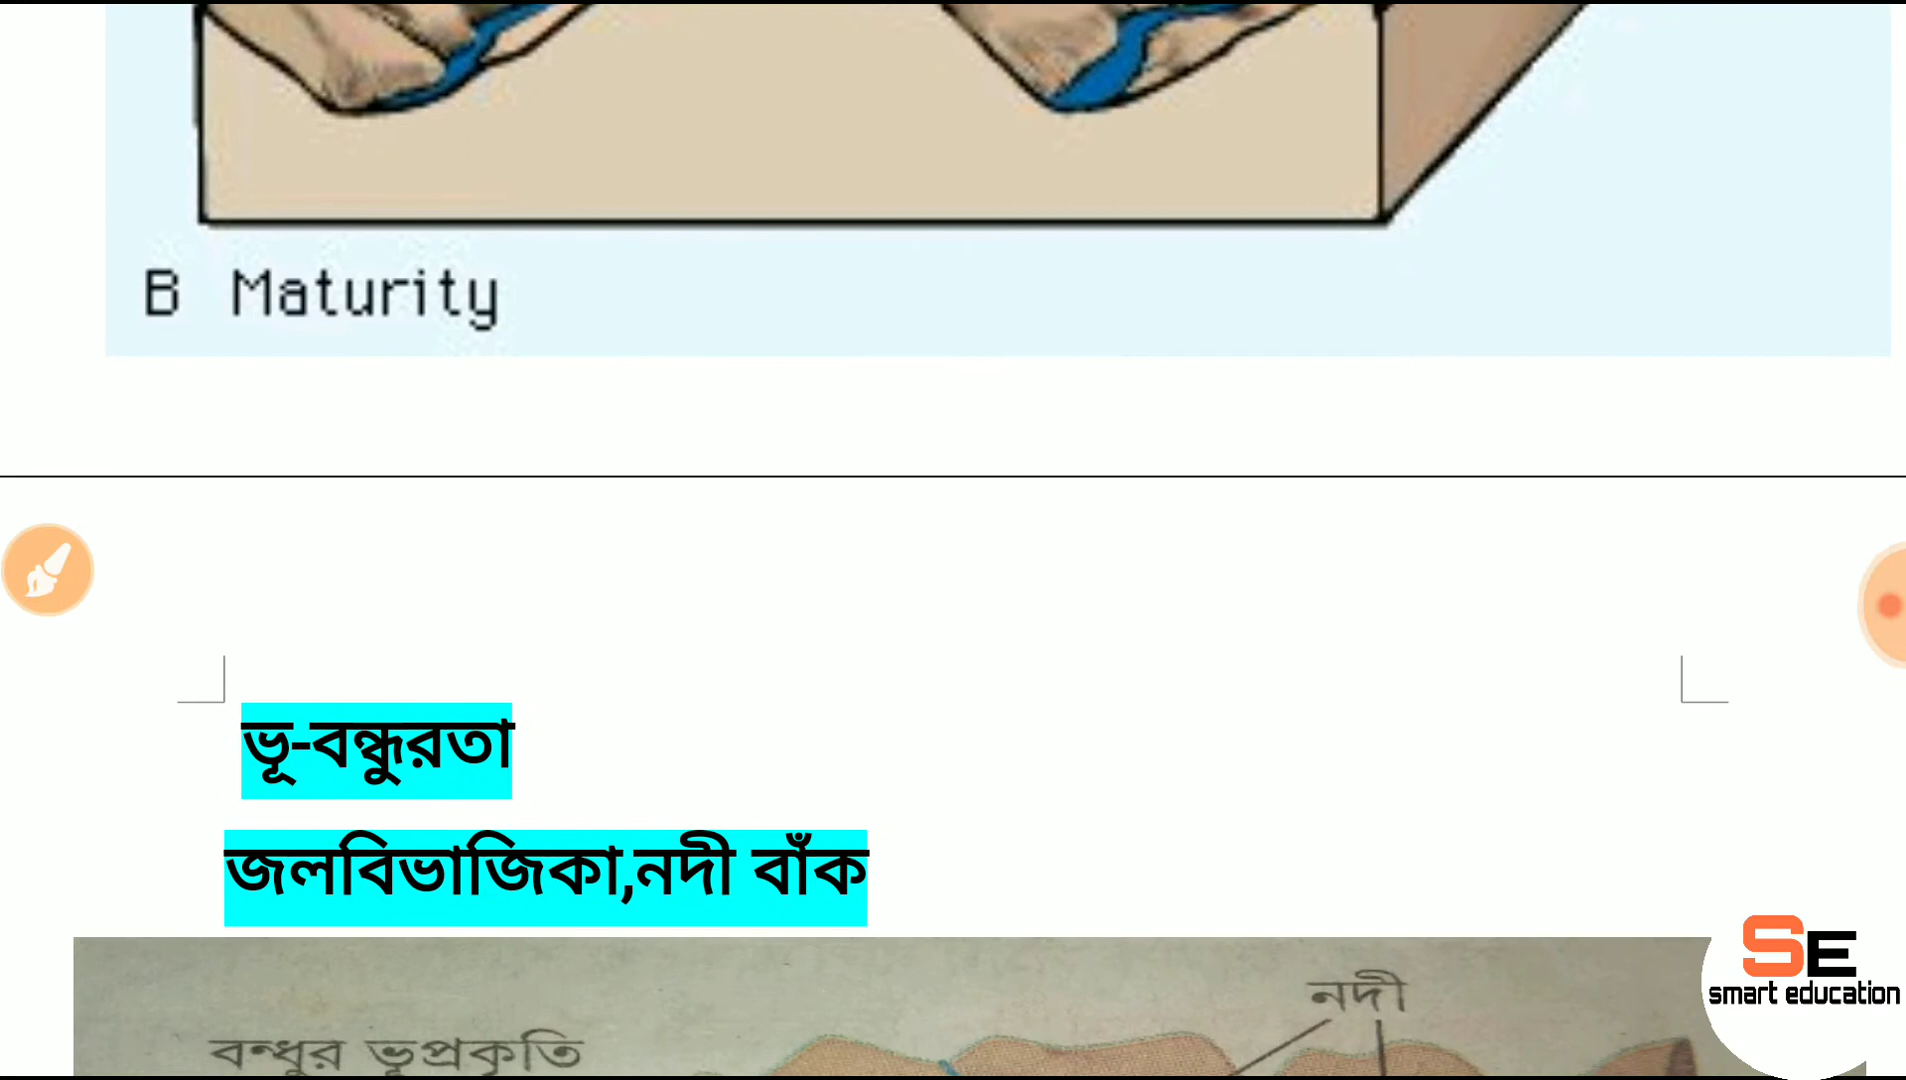 B Maturity
ভূ-বন্ধুরতা
জলবিভাজিকা,নদী বাঁক
নদী
বন্ধুর ভূপ্রকৃতি
SE
smart education